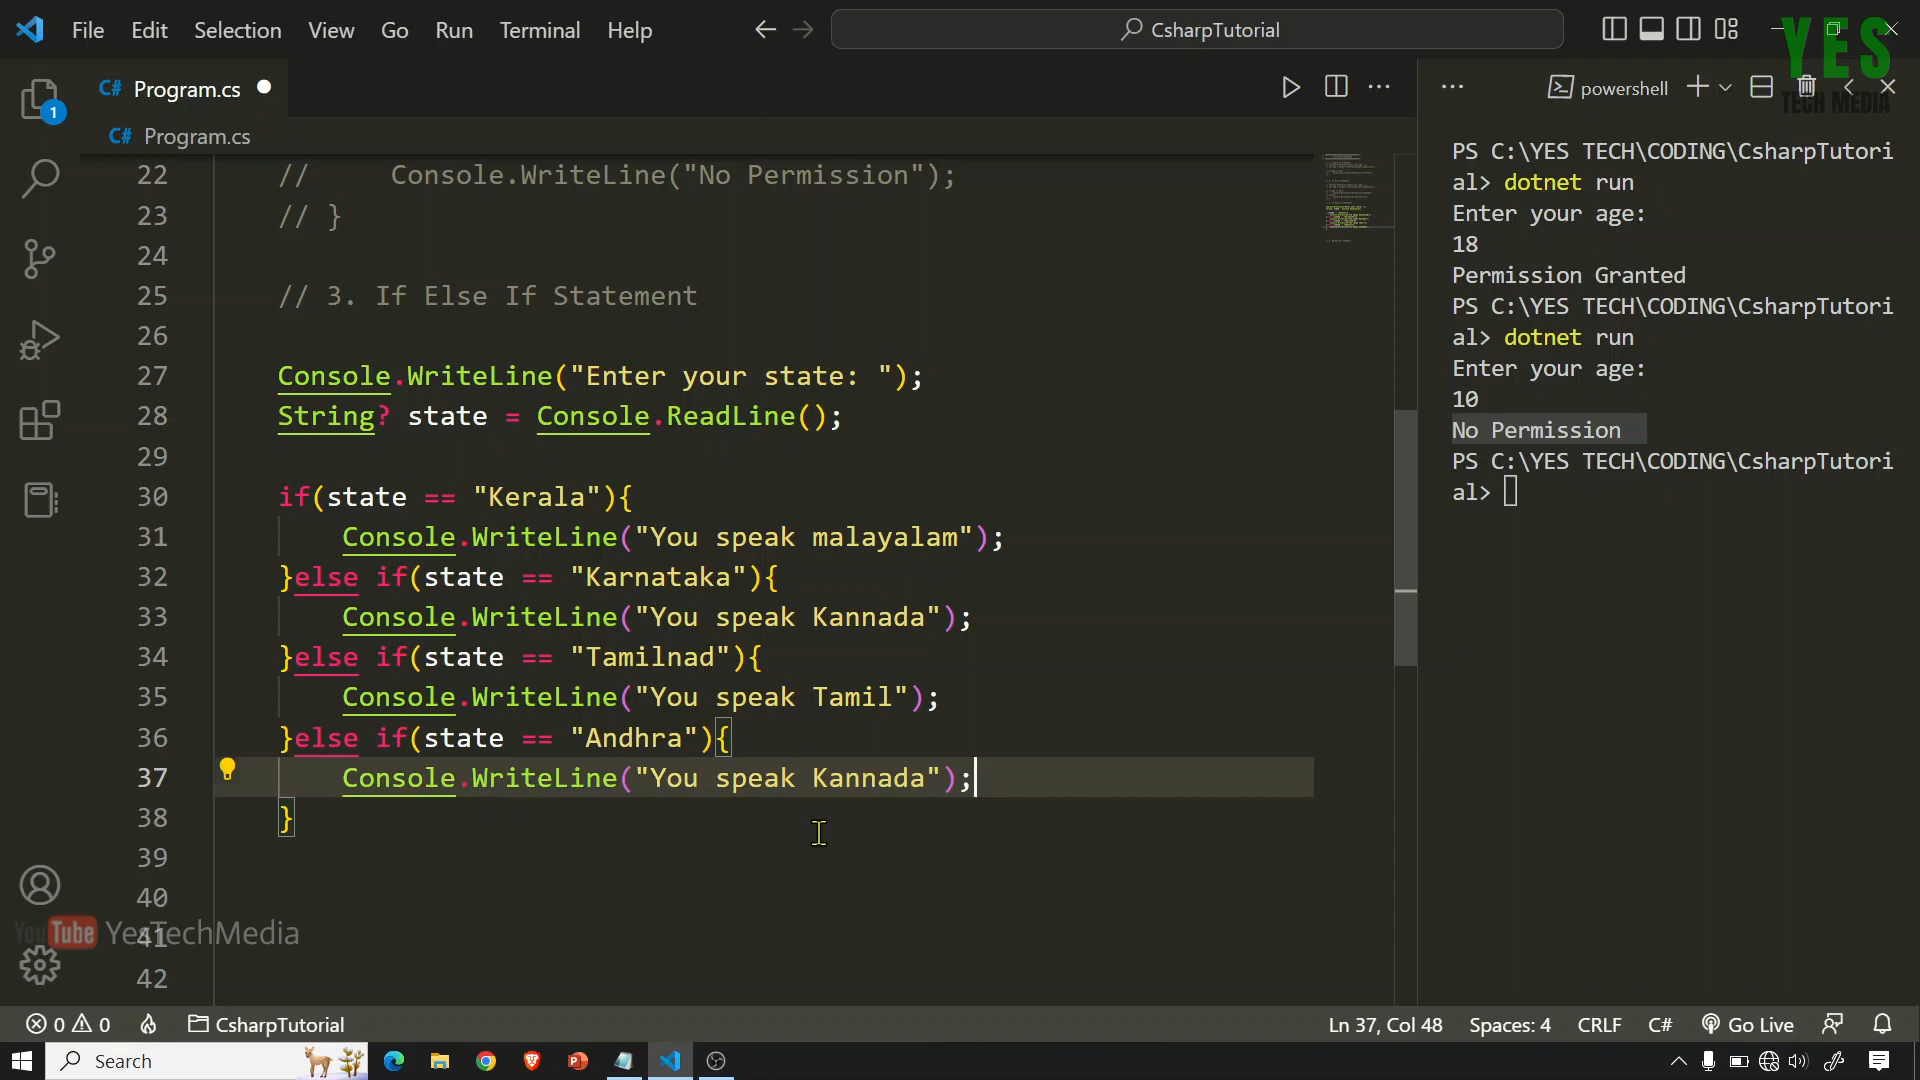 File Edit Selection View Go Run Terminal Help
CsharpTutorial
YES
TECH MEDIA
C# Program.cs
powershell
1
C# Program.cs
22 //     Console.WriteLine("No Permission");
23 // }
24
25 // 3. If Else If Statement
26
27 Console.WriteLine("Enter your state: ");
28 String? state = Console.ReadLine();
29
30 if(state == "Kerala"){
31     Console.WriteLine("You speak malayalam");
32 }else if(state == "Karnataka"){
33     Console.WriteLine("You speak Kannada");
34 }else if(state == "Tamilnad"){
35     Console.WriteLine("You speak Tamil");
36 }else if(state == "Andhra"){
37     Console.WriteLine("You speak Kannada");
38 }
39
40
41
42
PS C:\YES TECH\CODING\CsharpTutori
al> dotnet run
Enter your age:
18
Permission Granted
PS C:\YES TECH\CODING\CsharpTutori
al> dotnet run
Enter your age:
10
No Permission
PS C:\YES TECH\CODING\CsharpTutori
al>
YouTube YesTechMedia
0 0 CsharpTutorial
Ln 37, Col 48 Spaces: 4 CRLF C# Go Live
Search